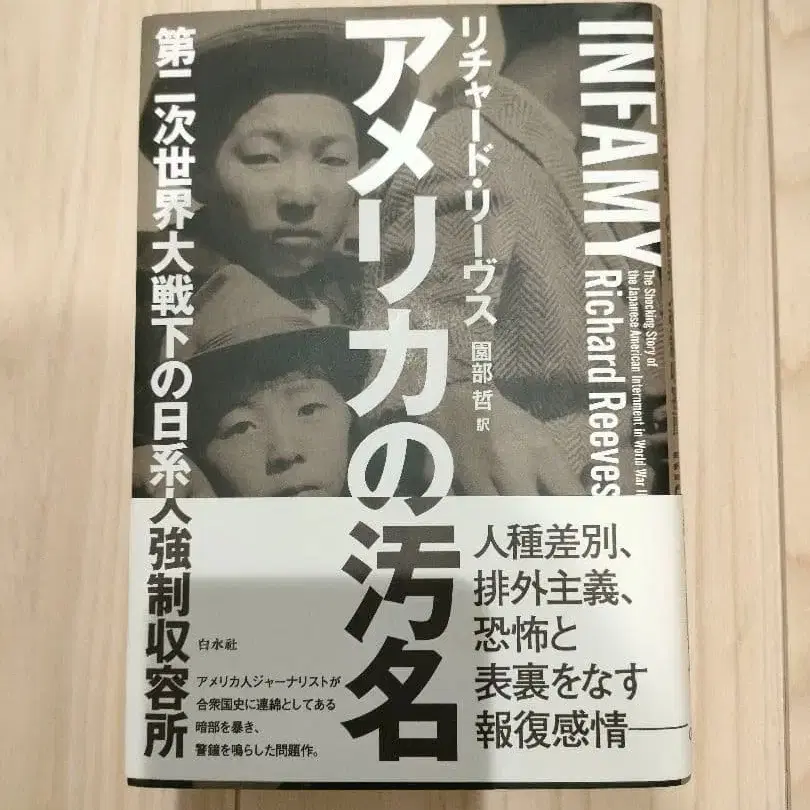 INFAMY
The Shocking Story of
the Japanese American Internment in World War II
Richard Reeves
リチャード・リーヴス
園部 哲 訳
アメリカの汚名
第二次世界大戦下の日系人強制収容所
人種差別、
排外主義、
恐怖と
表裏をなす
報復感情――
白水社
アメリカ人ジャーナリストが
合衆国史に連綿としてある
暗部を暴き、
警鐘を鳴らした問題作。